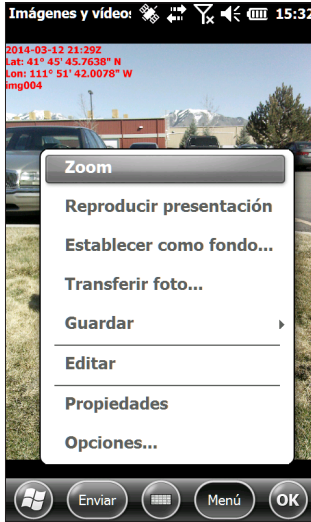 Imágenes y vídeo: 15:32
2014-03-12 21:29Z
Lat: 41° 45' 45.7638" N
Lon: 111° 51' 42.0078" W
img004
Zoom
Reproducir presentación
Establecer como fondo...
Transferir foto...
Guardar
Editar
Propiedades
Opciones...
Enviar Menú OK